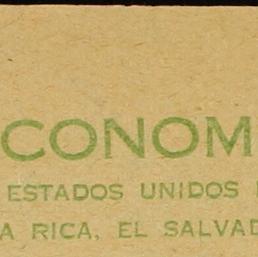 CONOM
ESTADOS UNIDOS
A RICA, EL SALVAD